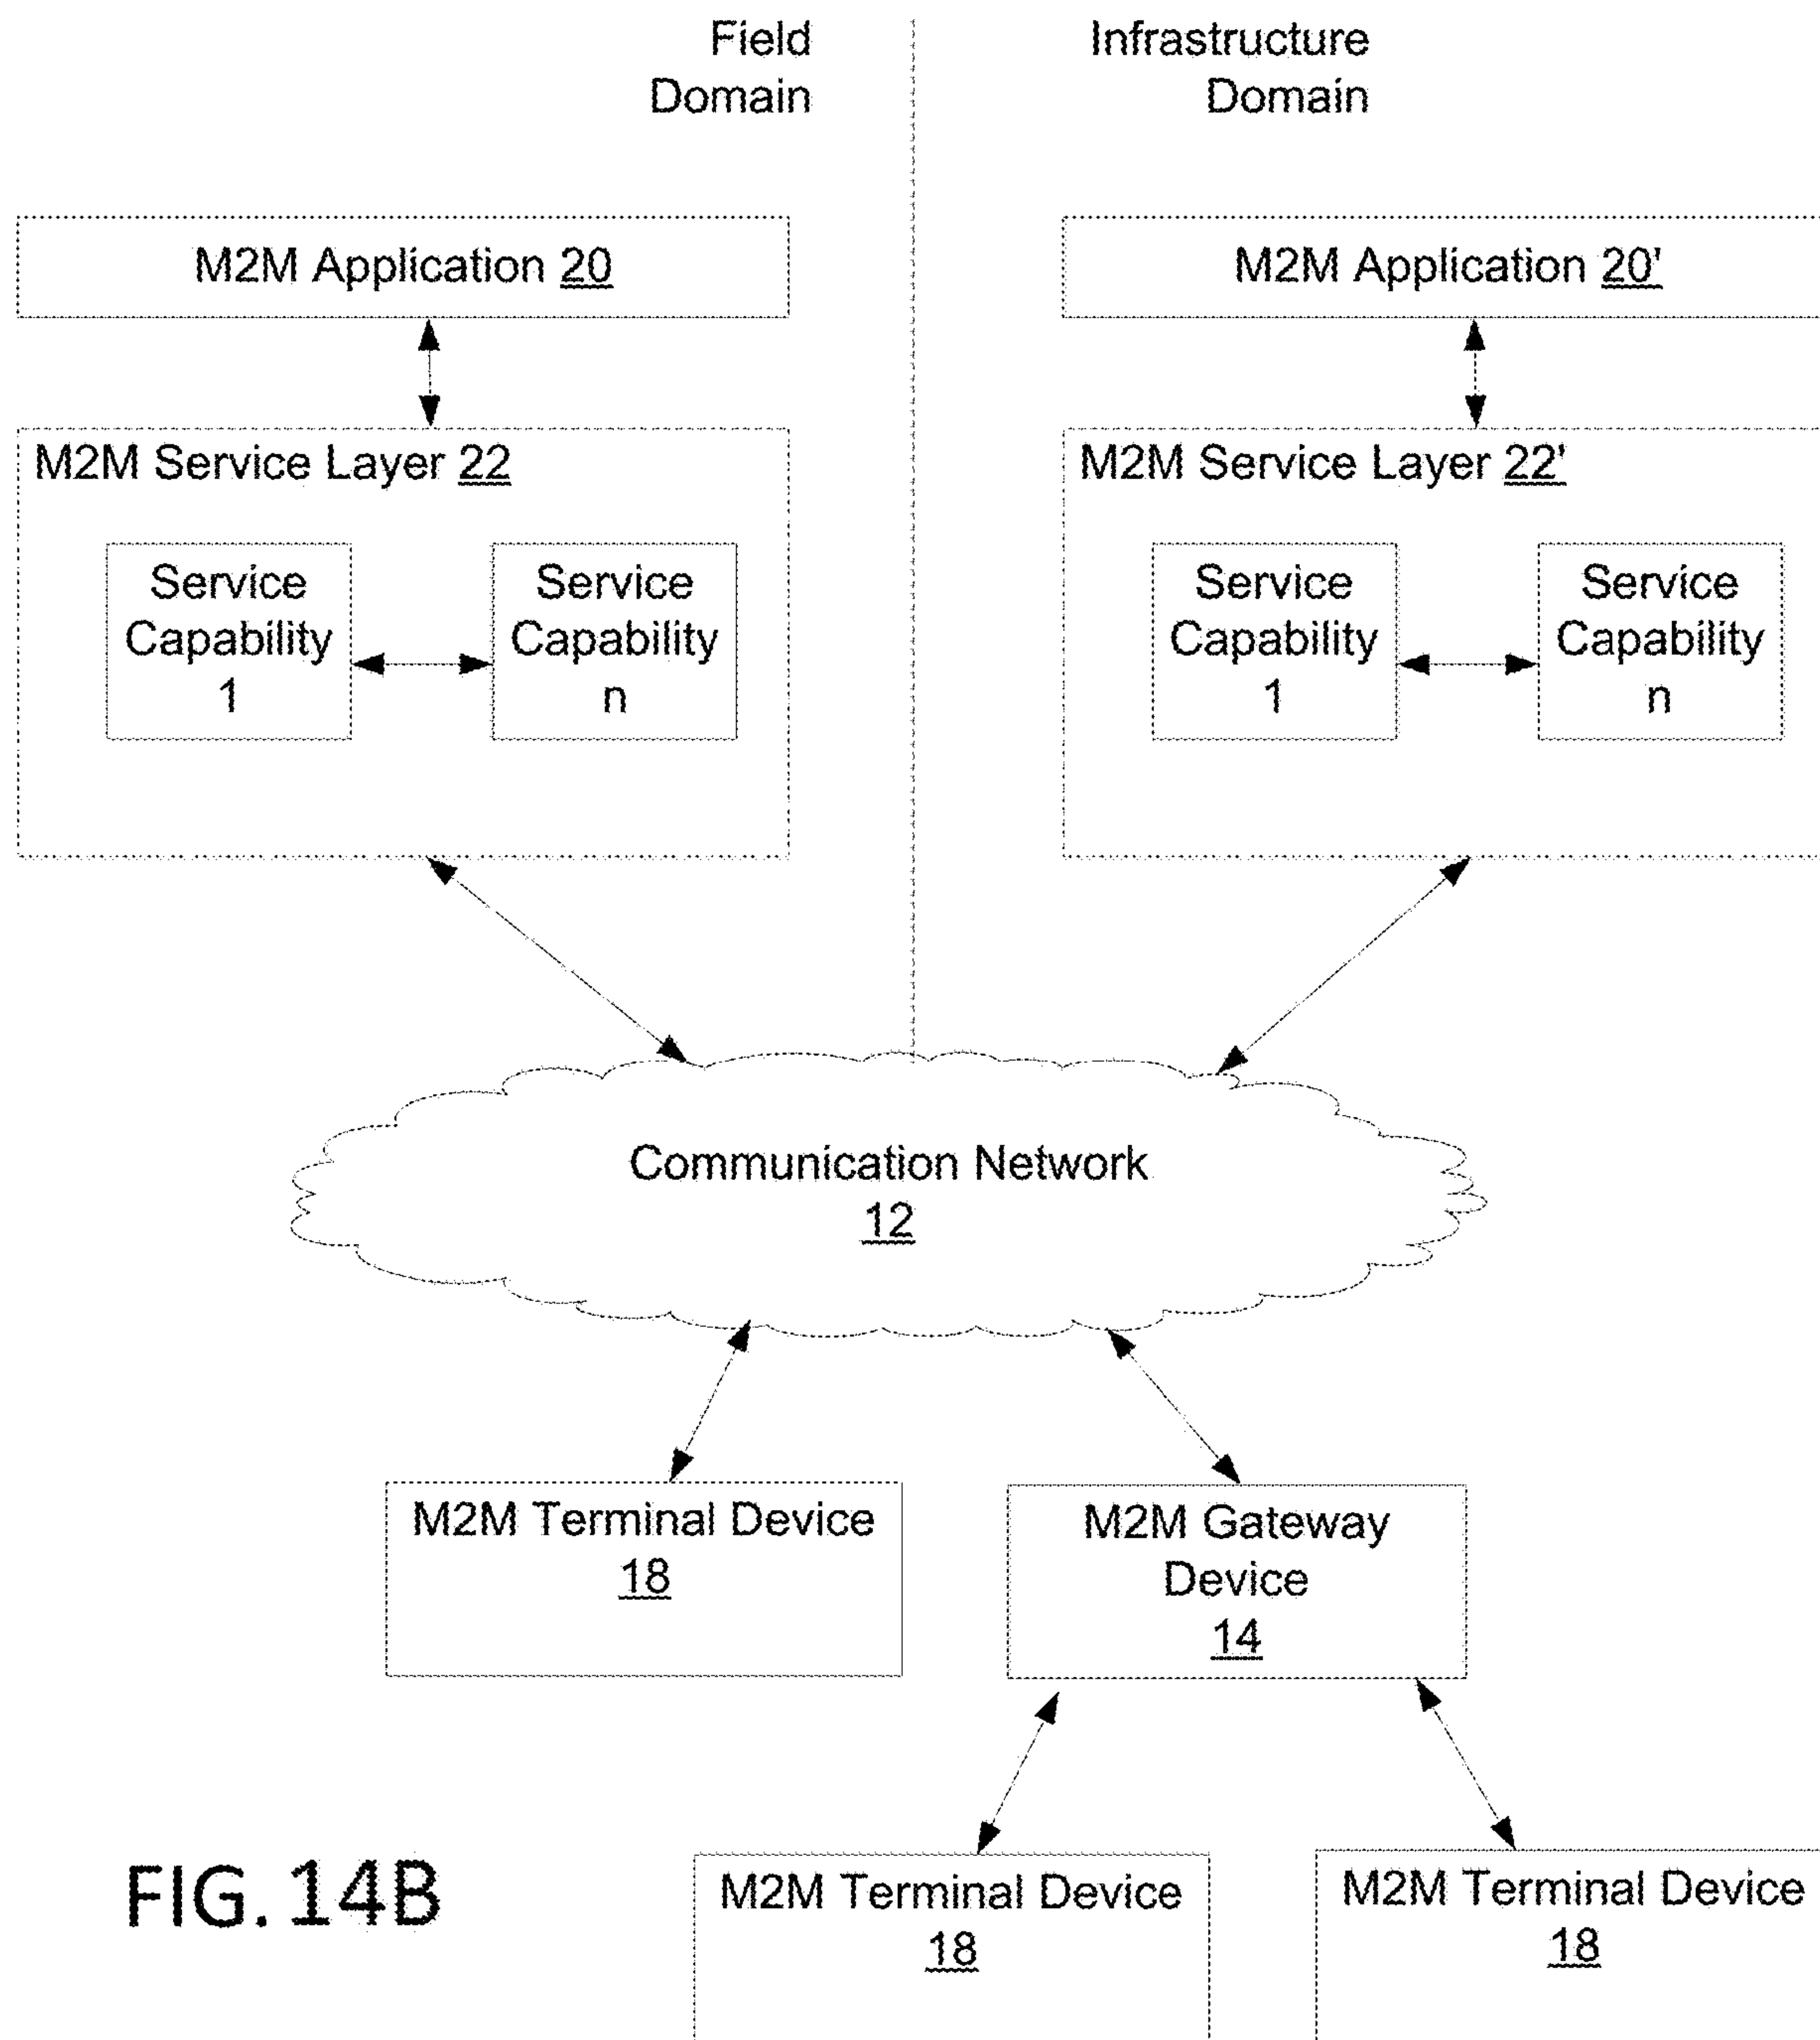 Field
Domain
Infrastructure
Domain
M2M Application 20
M2M Application 20'
M2M Service Layer 22
Service
Capability
1
Service
Capability
n
M2M Service Layer 22'
Service
Capability
1
Service
Capability
n
Communication Network
12
M2M Terminal Device
18
M2M Gateway
Device
14
M2M Terminal Device
18
M2M Terminal Device
18
FIG. 14B